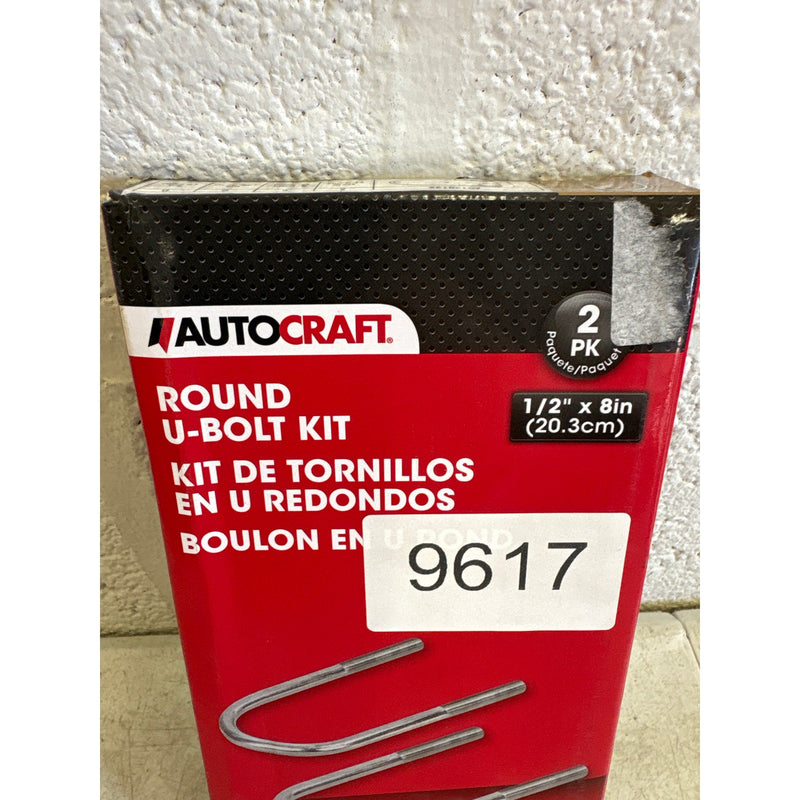 AUTOCRAFT®
2
PK
Paquete/Paquet
ROUND
U-BOLT KIT
1/2" x 8in
(20.3cm)
KIT DE TORNILLOS
EN U REDONDOS
BOULON EN U ROND
9617